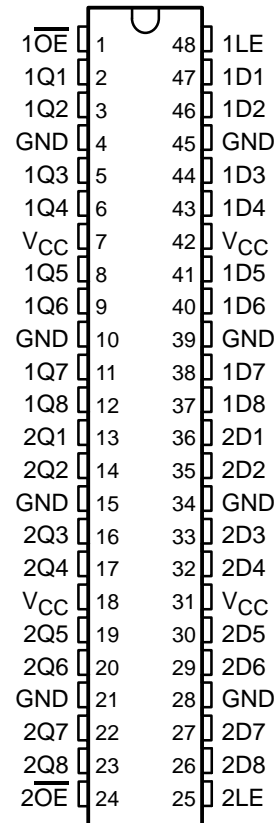 1O̅E̅ 1 48 1LE
1Q1 2 47 1D1
1Q2 3 46 1D2
GND 4 45 GND
1Q3 5 44 1D3
1Q4 6 43 1D4
VCC 7 42 VCC
1Q5 8 41 1D5
1Q6 9 40 1D6
GND 10 39 GND
1Q7 11 38 1D7
1Q8 12 37 1D8
2Q1 13 36 2D1
2Q2 14 35 2D2
GND 15 34 GND
2Q3 16 33 2D3
2Q4 17 32 2D4
VCC 18 31 VCC
2Q5 19 30 2D5
2Q6 20 29 2D6
GND 21 28 GND
2Q7 22 27 2D7
2Q8 23 26 2D8
2O̅E̅ 24 25 2LE